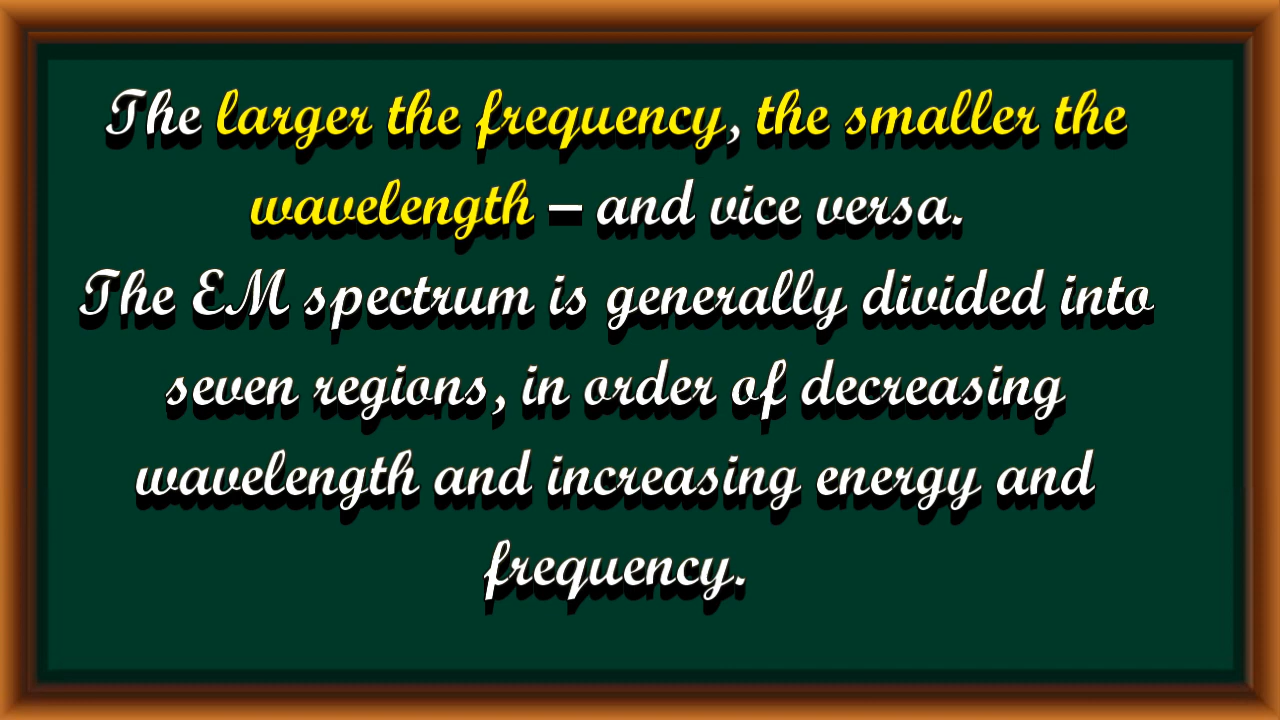 The larger the frequency, the smaller the
wavelength – and vice versa.
The EM spectrum is generally divided into
seven regions, in order of decreasing
wavelength and increasing energy and
frequency.